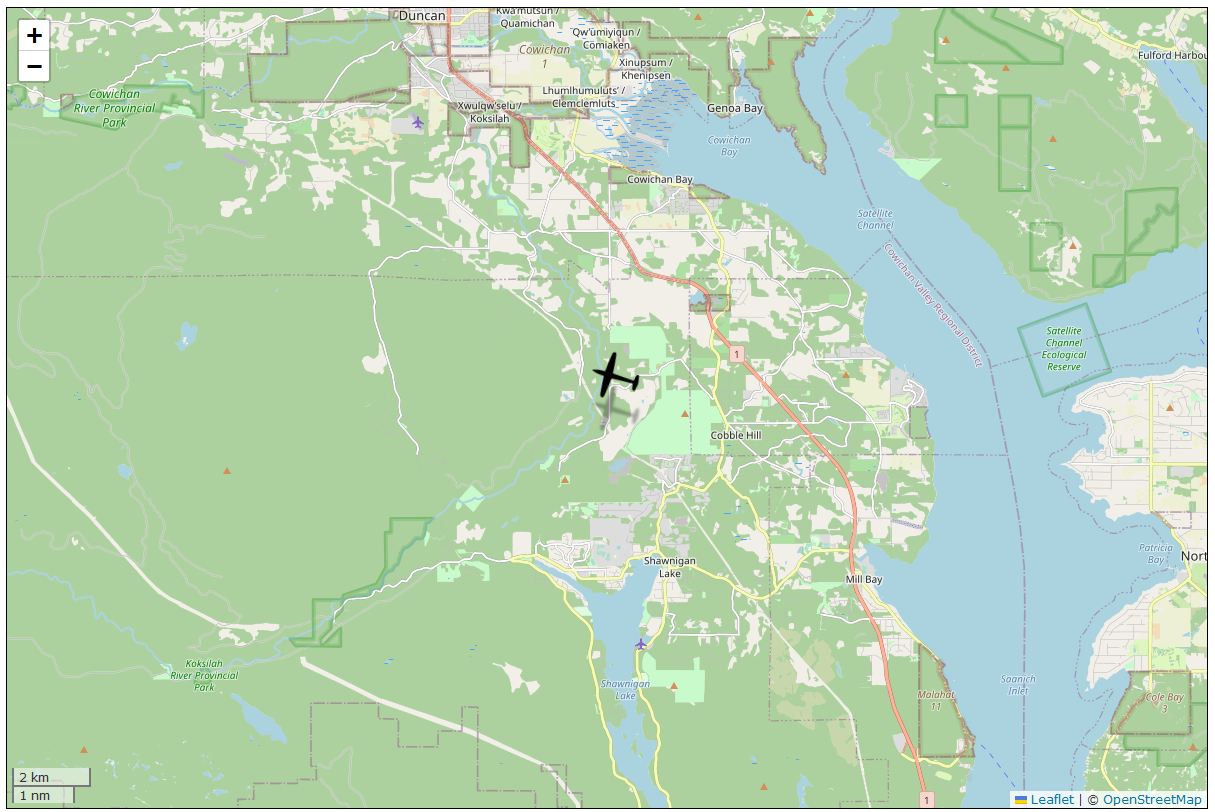 +
−
Duncan
Kwa'mutsun /
Quamichan
Cowichan
1
Qw'umiyiqun /
Comiaken
Xinupsum /
Khenipsen
Lhumlhumuluts' /
Clemclemluts
Xwulqw'selu /
Koksilah
Cowichan
River Provincial
Park
Genoa Bay
Cowichan
Bay
Cowichan Bay
Fulford Harbou
Satellite
Channel
Cowichan Valley Regional District
Satellite
Channel
Ecological
Reserve
1
Cobble Hill
Shawnigan
Lake
Mill Bay
Patricia
Bay
Nort
Koksilah
River Provincial
Park
Shawnigan
Lake
Malahat
11
Saanich
Inlet
Cole Bay
3
1
2 km
1 nm
Leaflet | © OpenStreetMap